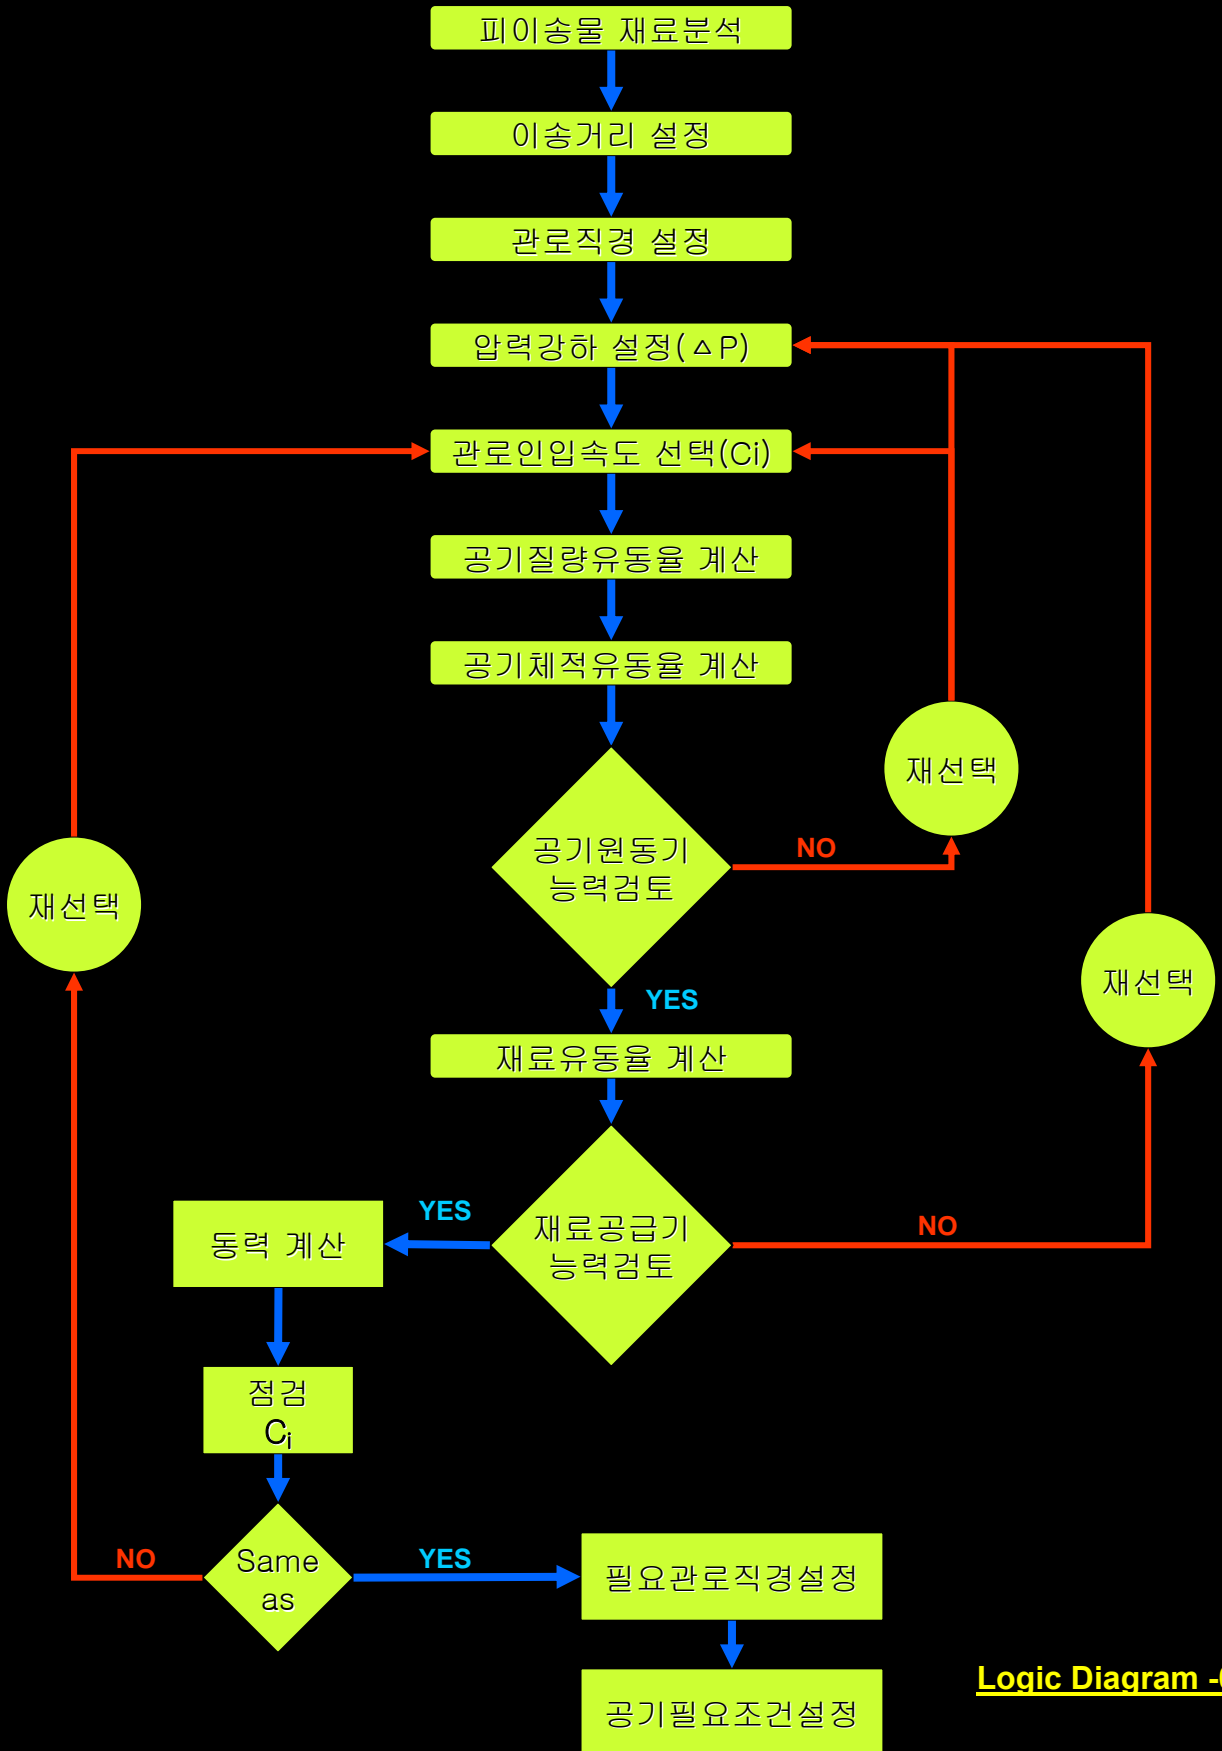 피이송물 재료분석
이송거리 설정
관로직경 설정
압력강하 설정(△P)
관로인입속도 선택(Ci)
공기질량유동율 계산
공기체적유동율 계산
재선택
공기원동기
능력검토
NO
재선택
재선택
YES
재료유동율 계산
재료공급기
능력검토
YES
NO
동력 계산
점검
Ci
Same
as
NO
YES
필요관로직경설정
공기필요조건설정
Logic Diagram